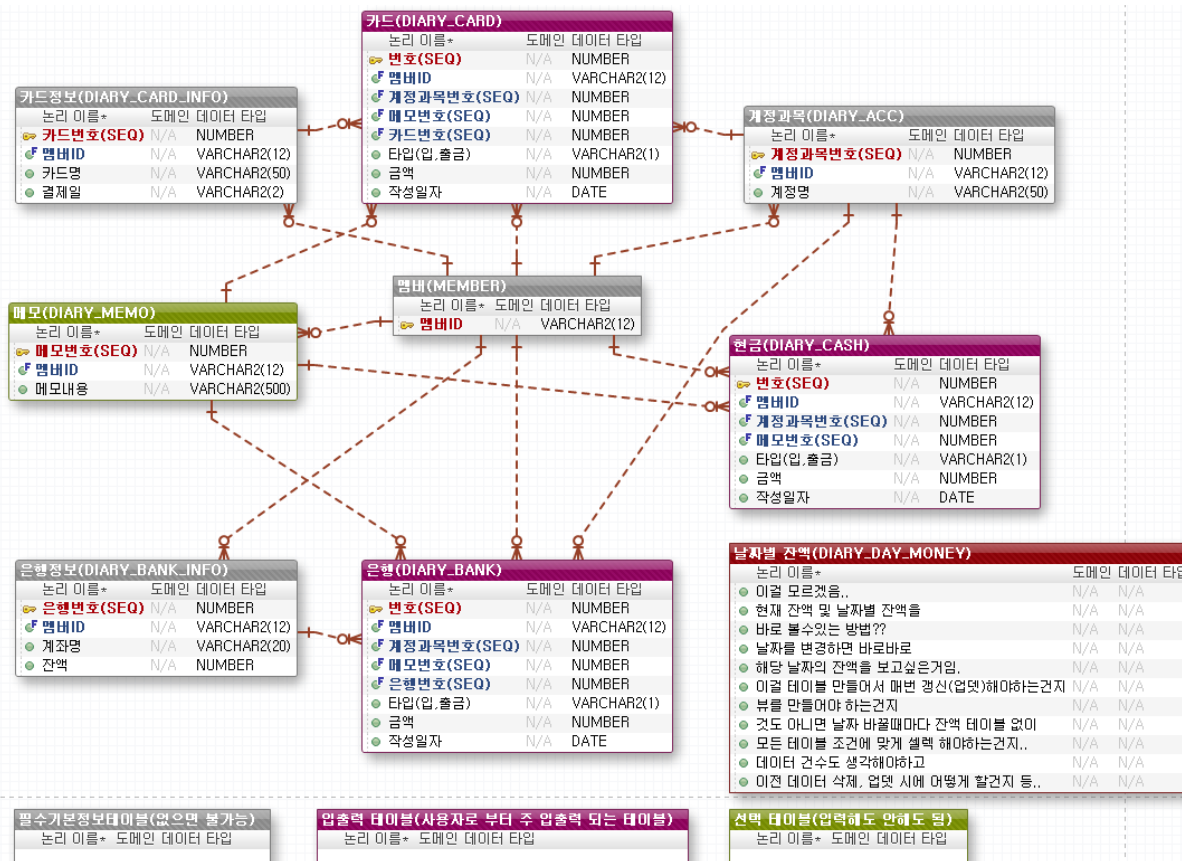 카드(DIARY_CARD)
논리 이름* 도메인 데이터 타입
번호(SEQ) N/A NUMBER
멤버ID N/A VARCHAR2(12)
계정과목번호(SEQ) N/A NUMBER
메모번호(SEQ) N/A NUMBER
카드번호(SEQ) N/A NUMBER
타입(입,출금) N/A VARCHAR2(1)
금액 N/A NUMBER
작성일자 N/A DATE
카드정보(DIARY_CARD_INFO)
논리 이름* 도메인 데이터 타입
카드번호(SEQ) N/A NUMBER
멤버ID N/A VARCHAR2(12)
카드명 N/A VARCHAR2(50)
결제일 N/A VARCHAR2(2)
계정과목(DIARY_ACC)
논리 이름* 도메인 데이터 타입
계정과목번호(SEQ) N/A NUMBER
멤버ID N/A VARCHAR2(12)
계정명 N/A VARCHAR2(50)
멤버(MEMBER)
논리 이름* 도메인 데이터 타입
멤버ID N/A VARCHAR2(12)
메모(DIARY_MEMO)
논리 이름* 도메인 데이터 타입
메모번호(SEQ) N/A NUMBER
멤버ID N/A VARCHAR2(12)
메모내용 N/A VARCHAR2(500)
현금(DIARY_CASH)
논리 이름* 도메인 데이터 타입
번호(SEQ) N/A NUMBER
멤버ID N/A VARCHAR2(12)
계정과목번호(SEQ) N/A NUMBER
메모번호(SEQ) N/A NUMBER
타입(입,출금) N/A VARCHAR2(1)
금액 N/A NUMBER
작성일자 N/A DATE
은행정보(DIARY_BANK_INFO)
논리 이름* 도메인 데이터 타입
은행번호(SEQ) N/A NUMBER
멤버ID N/A VARCHAR2(12)
계좌명 N/A VARCHAR2(20)
잔액 N/A NUMBER
은행(DIARY_BANK)
논리 이름* 도메인 데이터 타입
번호(SEQ) N/A NUMBER
멤버ID N/A VARCHAR2(12)
계정과목번호(SEQ) N/A NUMBER
메모번호(SEQ) N/A NUMBER
은행번호(SEQ) N/A NUMBER
타입(입,출금) N/A VARCHAR2(1)
금액 N/A NUMBER
작성일자 N/A DATE
날짜별 잔액(DIARY_DAY_MONEY)
논리 이름* 도메인 데이터 타입
이걸 모르겠음.. N/A N/A
현재 잔액 및 날짜별 잔액을 N/A N/A
바로 볼수있는 방법?? N/A N/A
날짜를 변경하면 바로바로 N/A N/A
해당 날짜의 잔액을 보고싶은거임. N/A N/A
이걸 테이블 만들어서 매번 갱신(업뎃)해야하는건지 N/A N/A
뷰를 만들어야 하는건지 N/A N/A
것도 아니면 날짜 바꿀때마다 잔액 테이블 없이 N/A N/A
모든 테이블 조건에 맞게 셀렉 해야하는건지.. N/A N/A
데이터 건수도 생각해야하고 N/A N/A
이전 데이터 삭제, 업뎃 시에 어떻게 할건지 등.. N/A N/A
필수기본정보테이블(없으면 불가능)
논리 이름* 도메인 데이터 타입
입출력 테이블(사용자로 부터 주 입출력 되는 테이블)
논리 이름* 도메인 데이터 타입
선택 테이블(입력해도 안해도 됨)
논리 이름* 도메인 데이터 타입